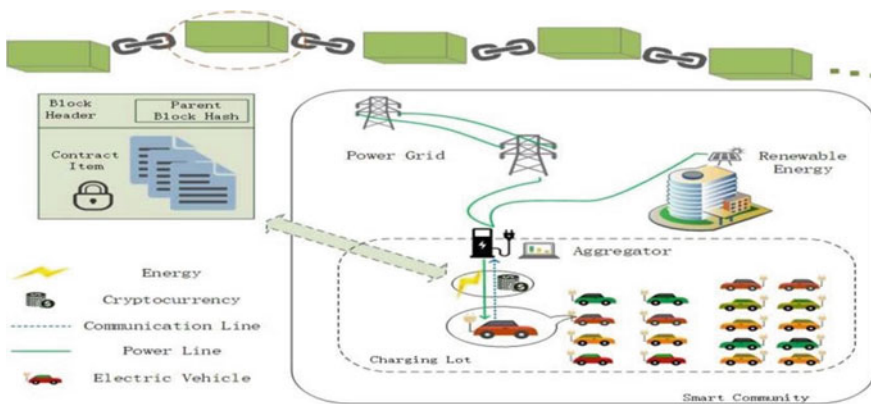 Block
Header
Parent
Block Hash
Contract
Item
Power Grid
Renewable
Energy
Aggregator
Energy
Cryptocurrency
Communication Line
Power Line
Electric Vehicle
Charging Lot
Smart Community